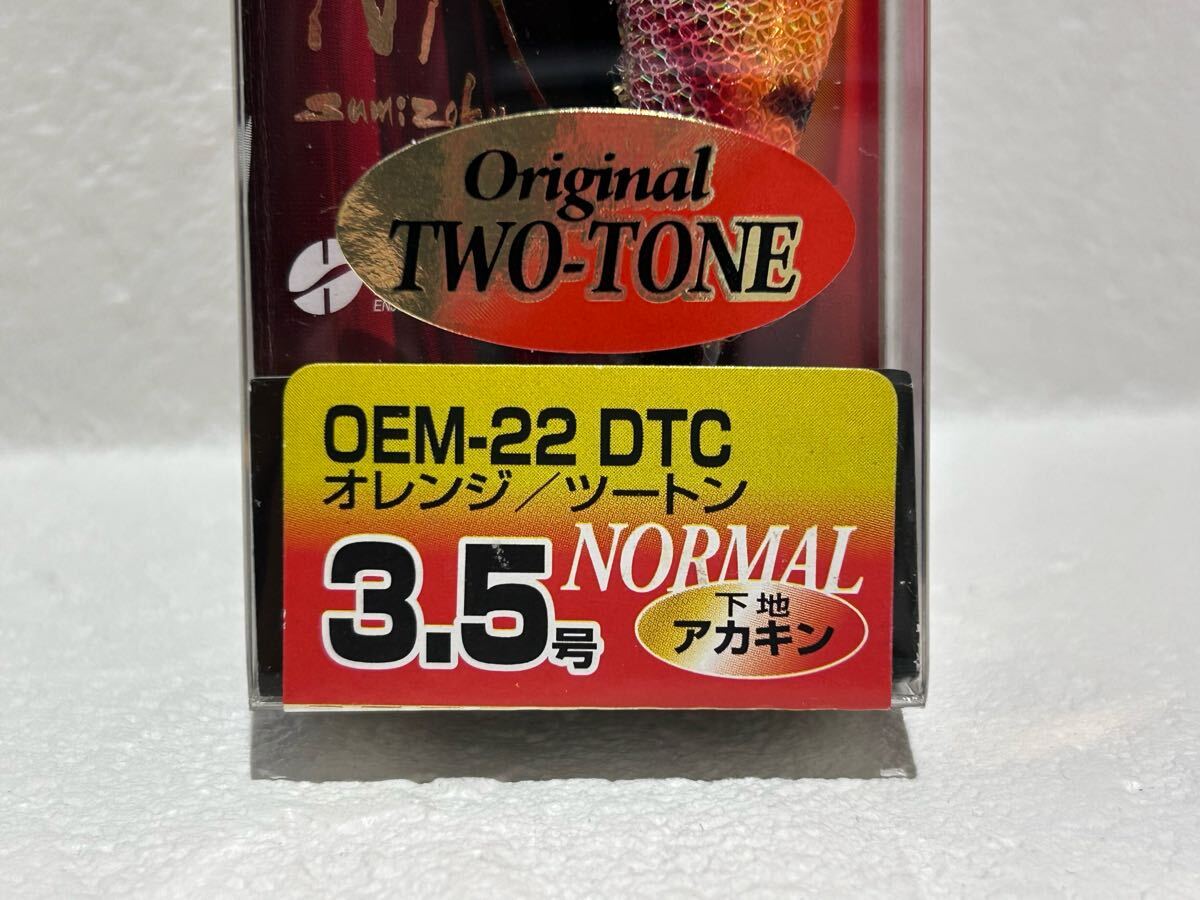 Original
TWO-TONE
OEM-22 DTC
オレンジ/ツートン
NORMAL
3.5号
下地
アカキン